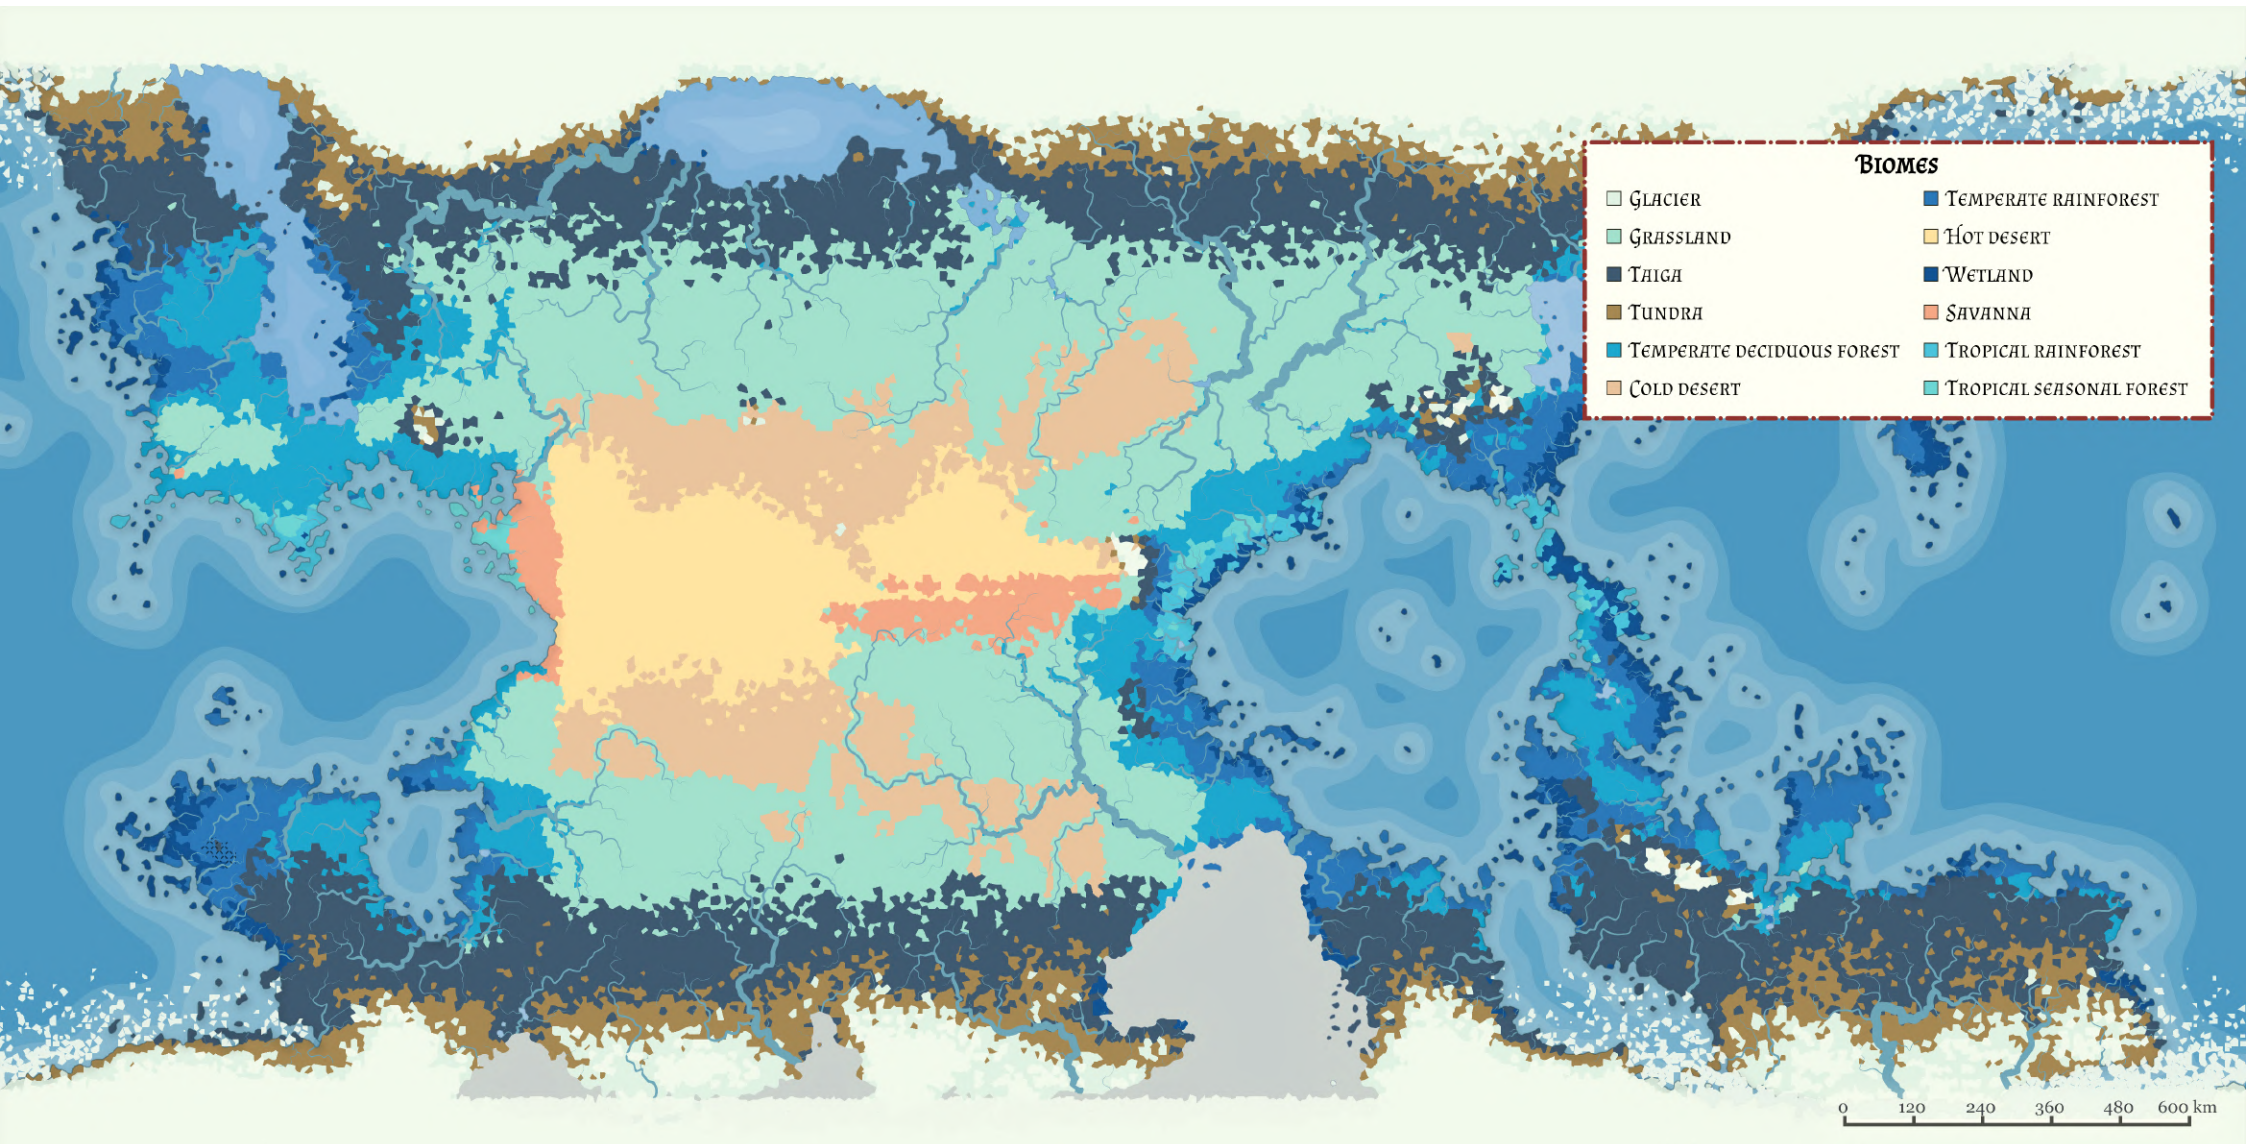 Biomes
Glacier
Grassland
Taiga
Tundra
Temperate deciduous forest
Cold desert
Temperate rainforest
Hot desert
Wetland
Savanna
Tropical rainforest
Tropical seasonal forest
0 120 240 360 480 600 km